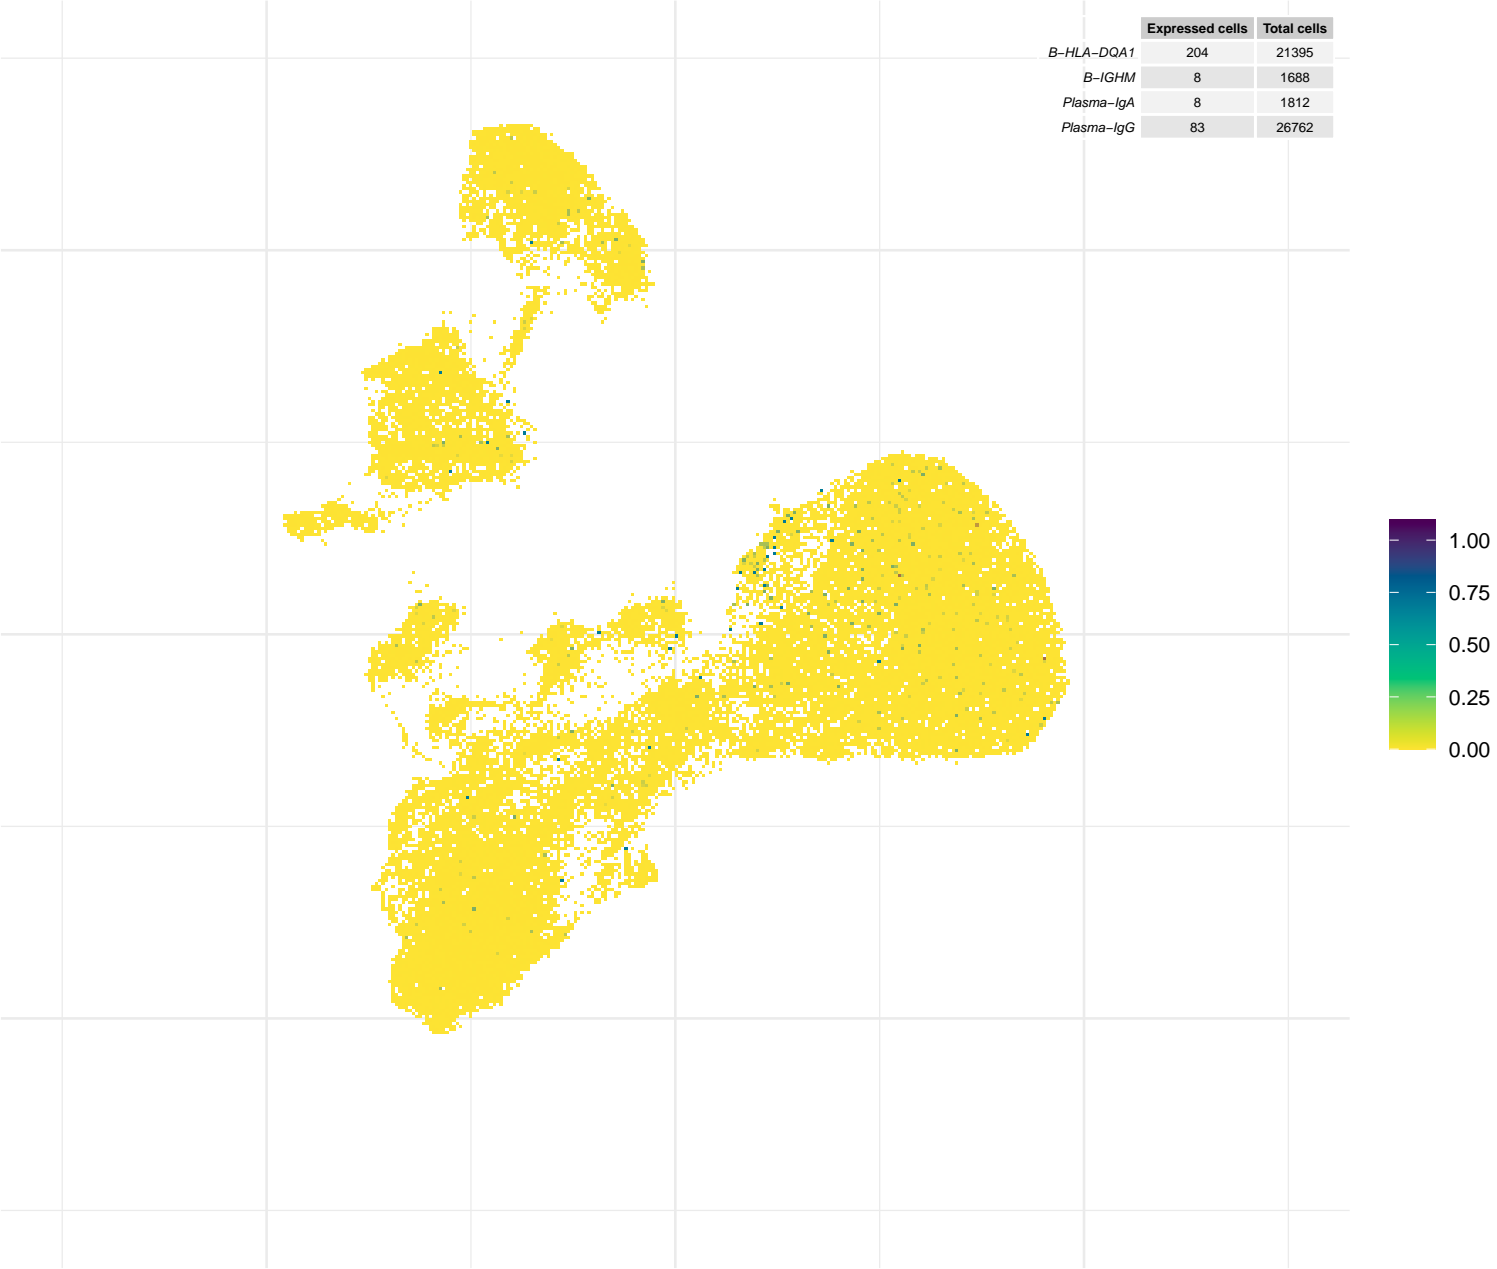 Expressed cells Total cells
B−HLA−DQA1 204 21395
B−IGHM 8 1688
Plasma−IgA 8 1812
Plasma−IgG 83 26762
1.00
0.75
0.50
0.25
0.00